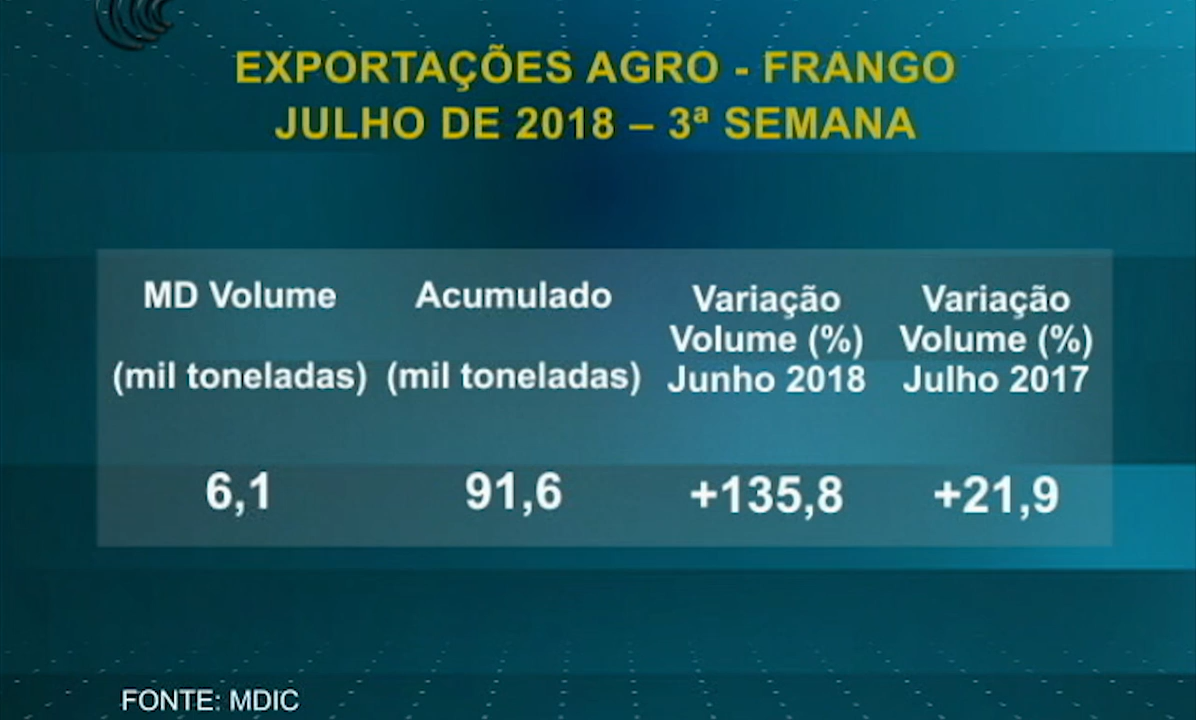 EXPORTAÇÕES AGRO - FRANGO
JULHO DE 2018 – 3ª SEMANA
MD Volume
(mil toneladas)
Acumulado
(mil toneladas)
Variação
Volume (%)
Junho 2018
Variação
Volume (%)
Julho 2017
6,1
91,6
+135,8
+21,9
FONTE: MDIC